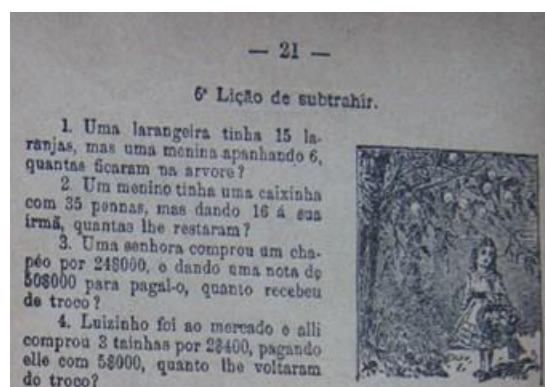 — 21 —
6ª Lição de subtrahir.
1. Uma larangeira tinha 15 la-
ranjas, mas uma menina apanhando 6,
quantas ficaram na arvore?
2. Um menino tinha uma caixinha
com 35 pennas, mas dando 16 á sua
irmã, quantas lhe restaram?
3. Uma senhora comprou um cha-
péo por 24$000, e dando uma nota de
50$000 para pagal-o, quanto recebeu
de troco?
4. Luizinho foi ao mercado e alli
comprou 3 tainhas por 2$400, pagando
elle com 5$000, quanto lhe voltaram
do troco?